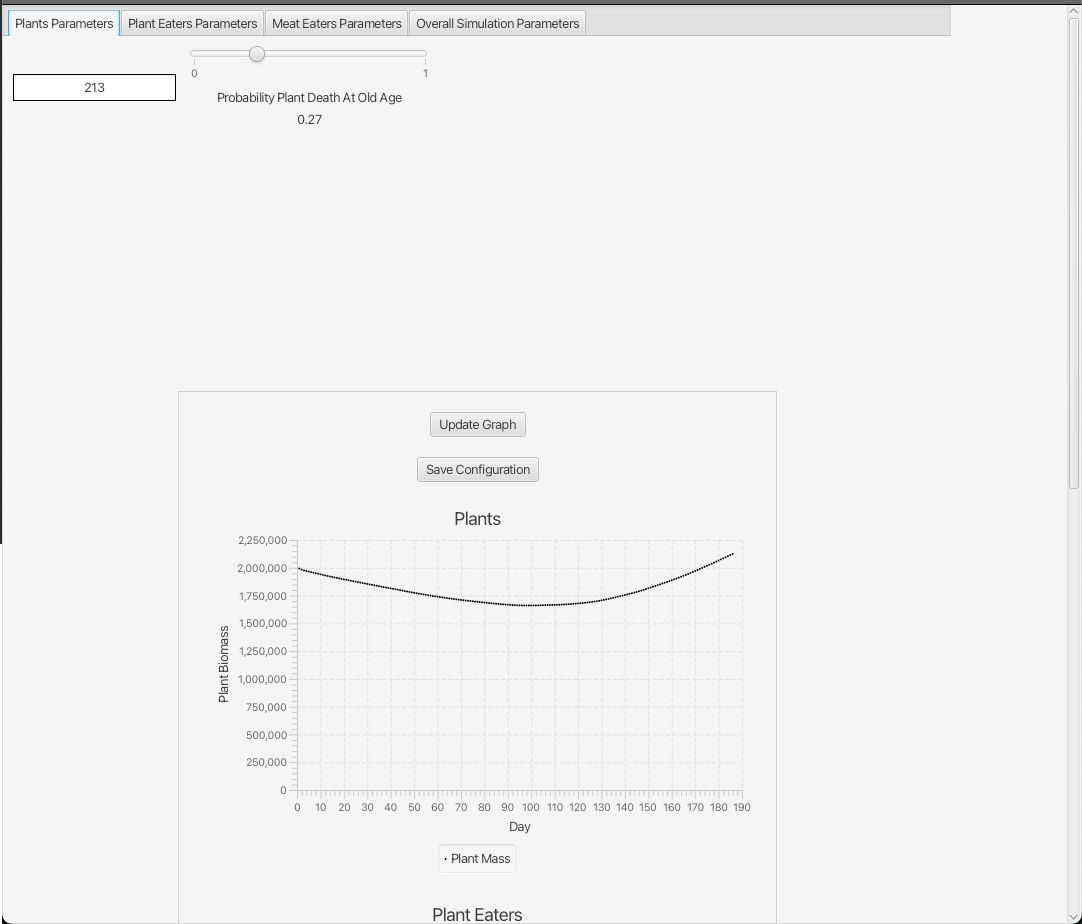 Plants Parameters Plant Eaters Parameters Meat Eaters Parameters Overall Simulation Parameters
213
0 1
Probability Plant Death At Old Age
0.27
Update Graph
Save Configuration
Plants
2,250,000
2,000,000
1,750,000
1,500,000
1,250,000
1,000,000
750,000
500,000
250,000
0
Plant Biomass
0 10 20 30 40 50 60 70 80 90 100 110 120 130 140 150 160 170 180 190
Day
Plant Mass
Plant Eaters